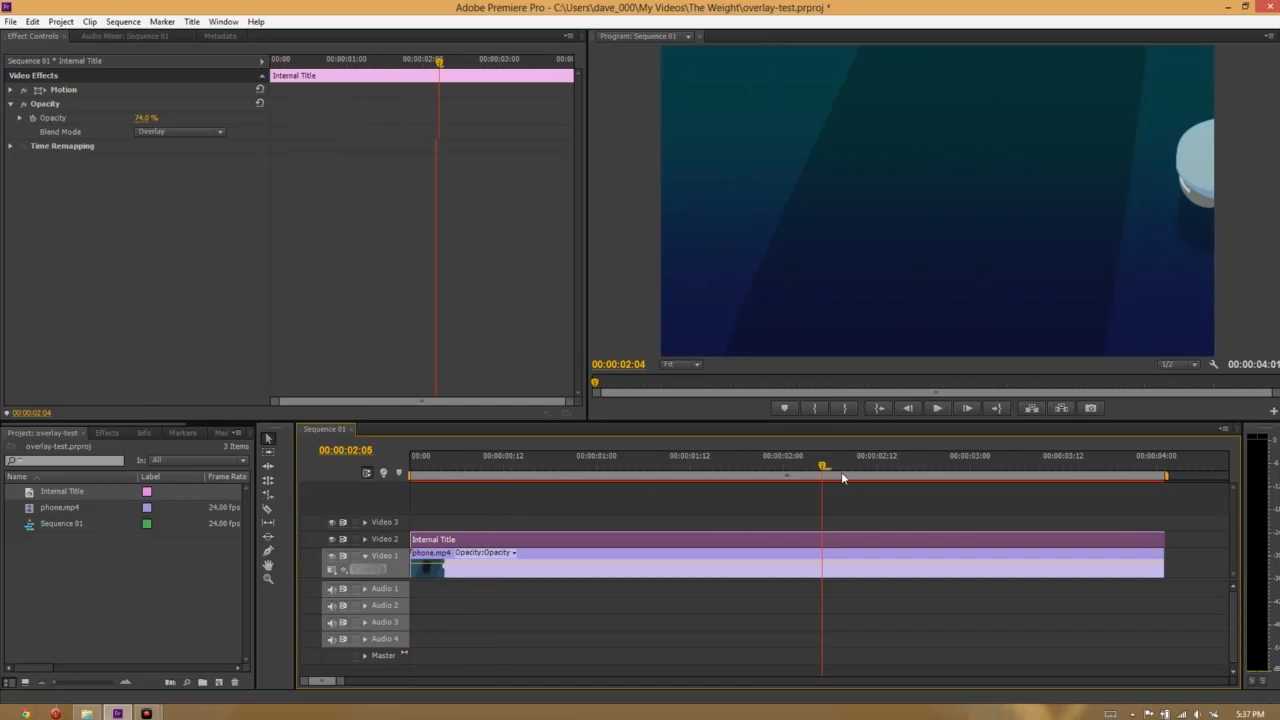 Adobe Premiere Pro - C:\Users\dave_000\My Videos\The Weight\overlay-test.prproj *
File Edit Project Clip Sequence Marker Title Window Help
Effect Controls Audio Mixer: Sequence 01 Metadata
Program: Sequence 01
Sequence 01 * Internal Title
00:00 00:00:01:00 00:00:02:0 00:00:03:00 00:0
Video Effects
Internal Title
Motion
Opacity
Opacity 74.0 %
Blend Mode Overlay
Time Remapping
00:00:02:04 Fit 1/2 00:00:04:01
00:00:02:04
Project: overlay-test Effects Info Markers Me
overlay-test.prproj 3 Items
In: All
Name Label Frame Rate
Internal Title
phone.mp4 24.00 fps
Sequence 01 24.00 fps
Sequence 01
00:00:02:05
00:00 00:00:00:12 00:00:01:00 00:00:01:12 00:00:02:00 00:00:02:12 00:00:03:00 00:00:03:12 00:00:04:00
Video 3
Video 2 Internal Title
Video 1 phone.mp4 Opacity:Opacity
Audio 1
Audio 2
Audio 3
Audio 4
Master
0
S S
5:37 PM